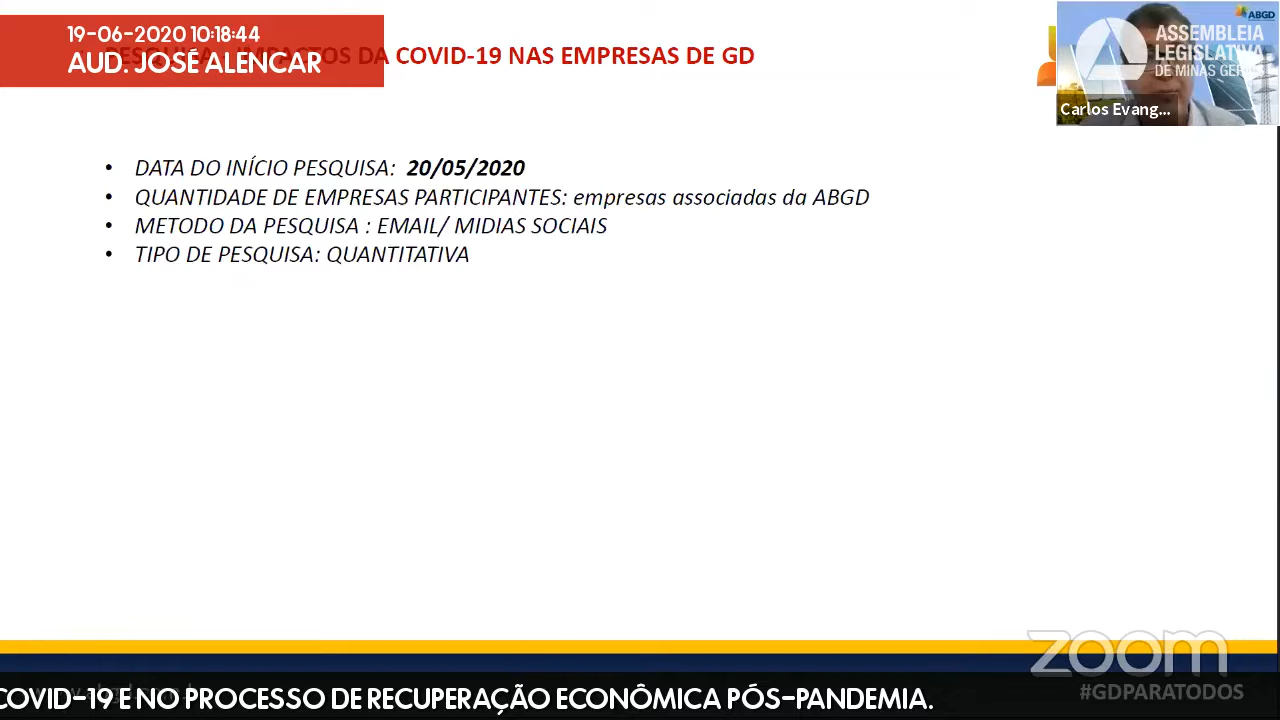 19-06-2020 10:18:44
AUD. JOSÉ ALENCAR
PESQUISA: IMPACTOS DA COVID-19 NAS EMPRESAS DE GD
ABGD
ASSEMBLEIA
LEGISLATIVA
DE MINAS GERAIS
Carlos Evang...
• DATA DO INÍCIO PESQUISA: 20/05/2020
• QUANTIDADE DE EMPRESAS PARTICIPANTES: empresas associadas da ABGD
• METODO DA PESQUISA : EMAIL/ MIDIAS SOCIAIS
• TIPO DE PESQUISA: QUANTITATIVA
zoom
#GDPARATODOS
COVID-19 E NO PROCESSO DE RECUPERAÇÃO ECONÔMICA PÓS-PANDEMIA.